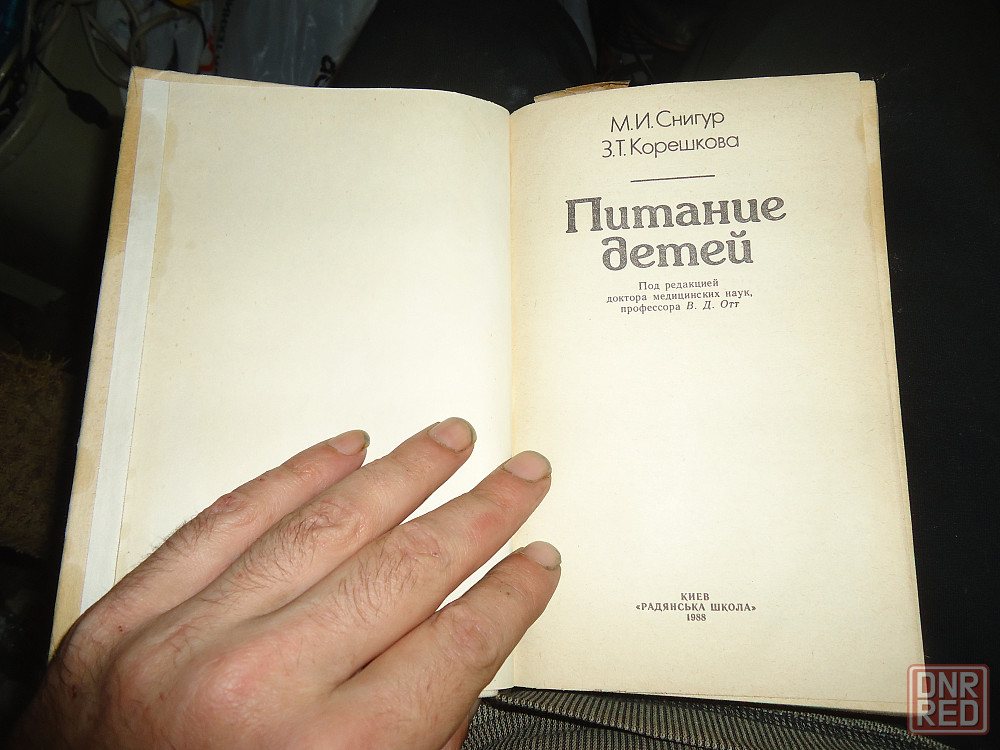 М.И.Снигур
З.Т.Корешкова
Питание
детей
Под редакцией
доктора медицинских наук,
профессора В. Д. Отт
КИЕВ
«РАДЯНСЬКА ШКОЛА»
1988
DNR
RED